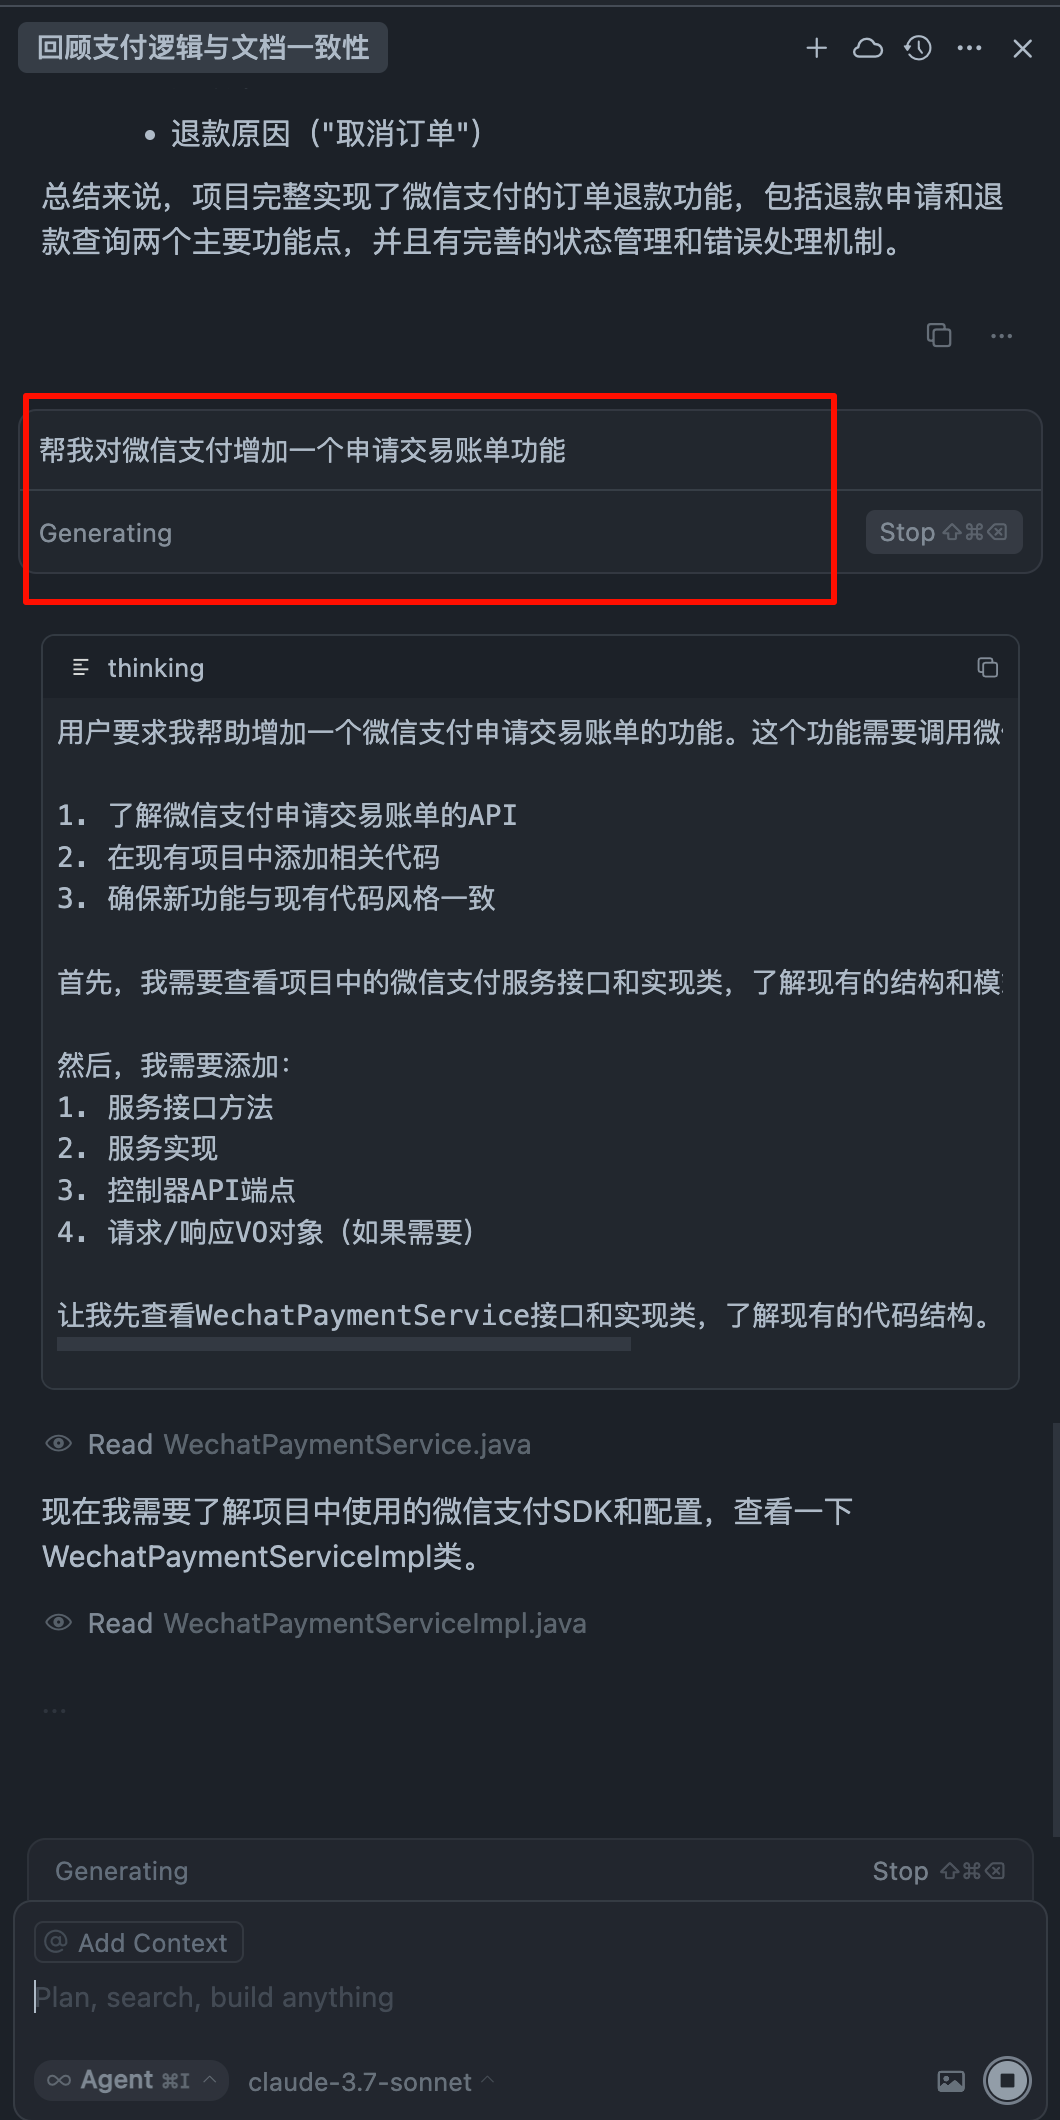 回顾支付逻辑与文档一致性
• 退款原因（"取消订单"）
总结来说，项目完整实现了微信支付的订单退款功能，包括退款申请和退
款查询两个主要功能点，并且有完善的状态管理和错误处理机制。
帮我对微信支付增加一个申请交易账单功能
Generating
Stop ⇧⌘⌫
thinking
用户要求我帮助增加一个微信支付申请交易账单的功能。这个功能需要调用微
1. 了解微信支付申请交易账单的API
2. 在现有项目中添加相关代码
3. 确保新功能与现有代码风格一致
首先，我需要查看项目中的微信支付服务接口和实现类，了解现有的结构和模
然后，我需要添加：
1. 服务接口方法
2. 服务实现
3. 控制器API端点
4. 请求/响应VO对象（如果需要）
让我先查看WechatPaymentService接口和实现类，了解现有的代码结构。
Read WechatPaymentService.java
现在我需要了解项目中使用的微信支付SDK和配置，查看一下
WechatPaymentServiceImpl类。
Read WechatPaymentServiceImpl.java
...
Generating
Stop ⇧⌘⌫
@ Add Context
Plan, search, build anything
∞ Agent ⌘I
claude-3.7-sonnet